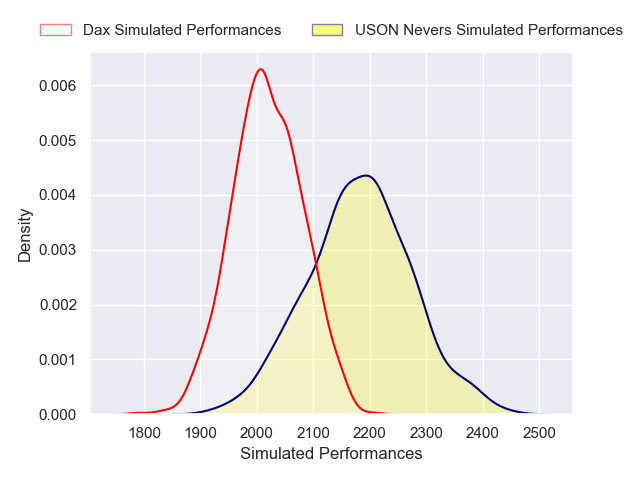 Dax Simulated Performances
USON Nevers Simulated Performances
0.006
0.005
0.004
0.003
0.002
0.001
0.000
Density
1800 1900 2000 2100 2200 2300 2400 2500
Simulated Performances